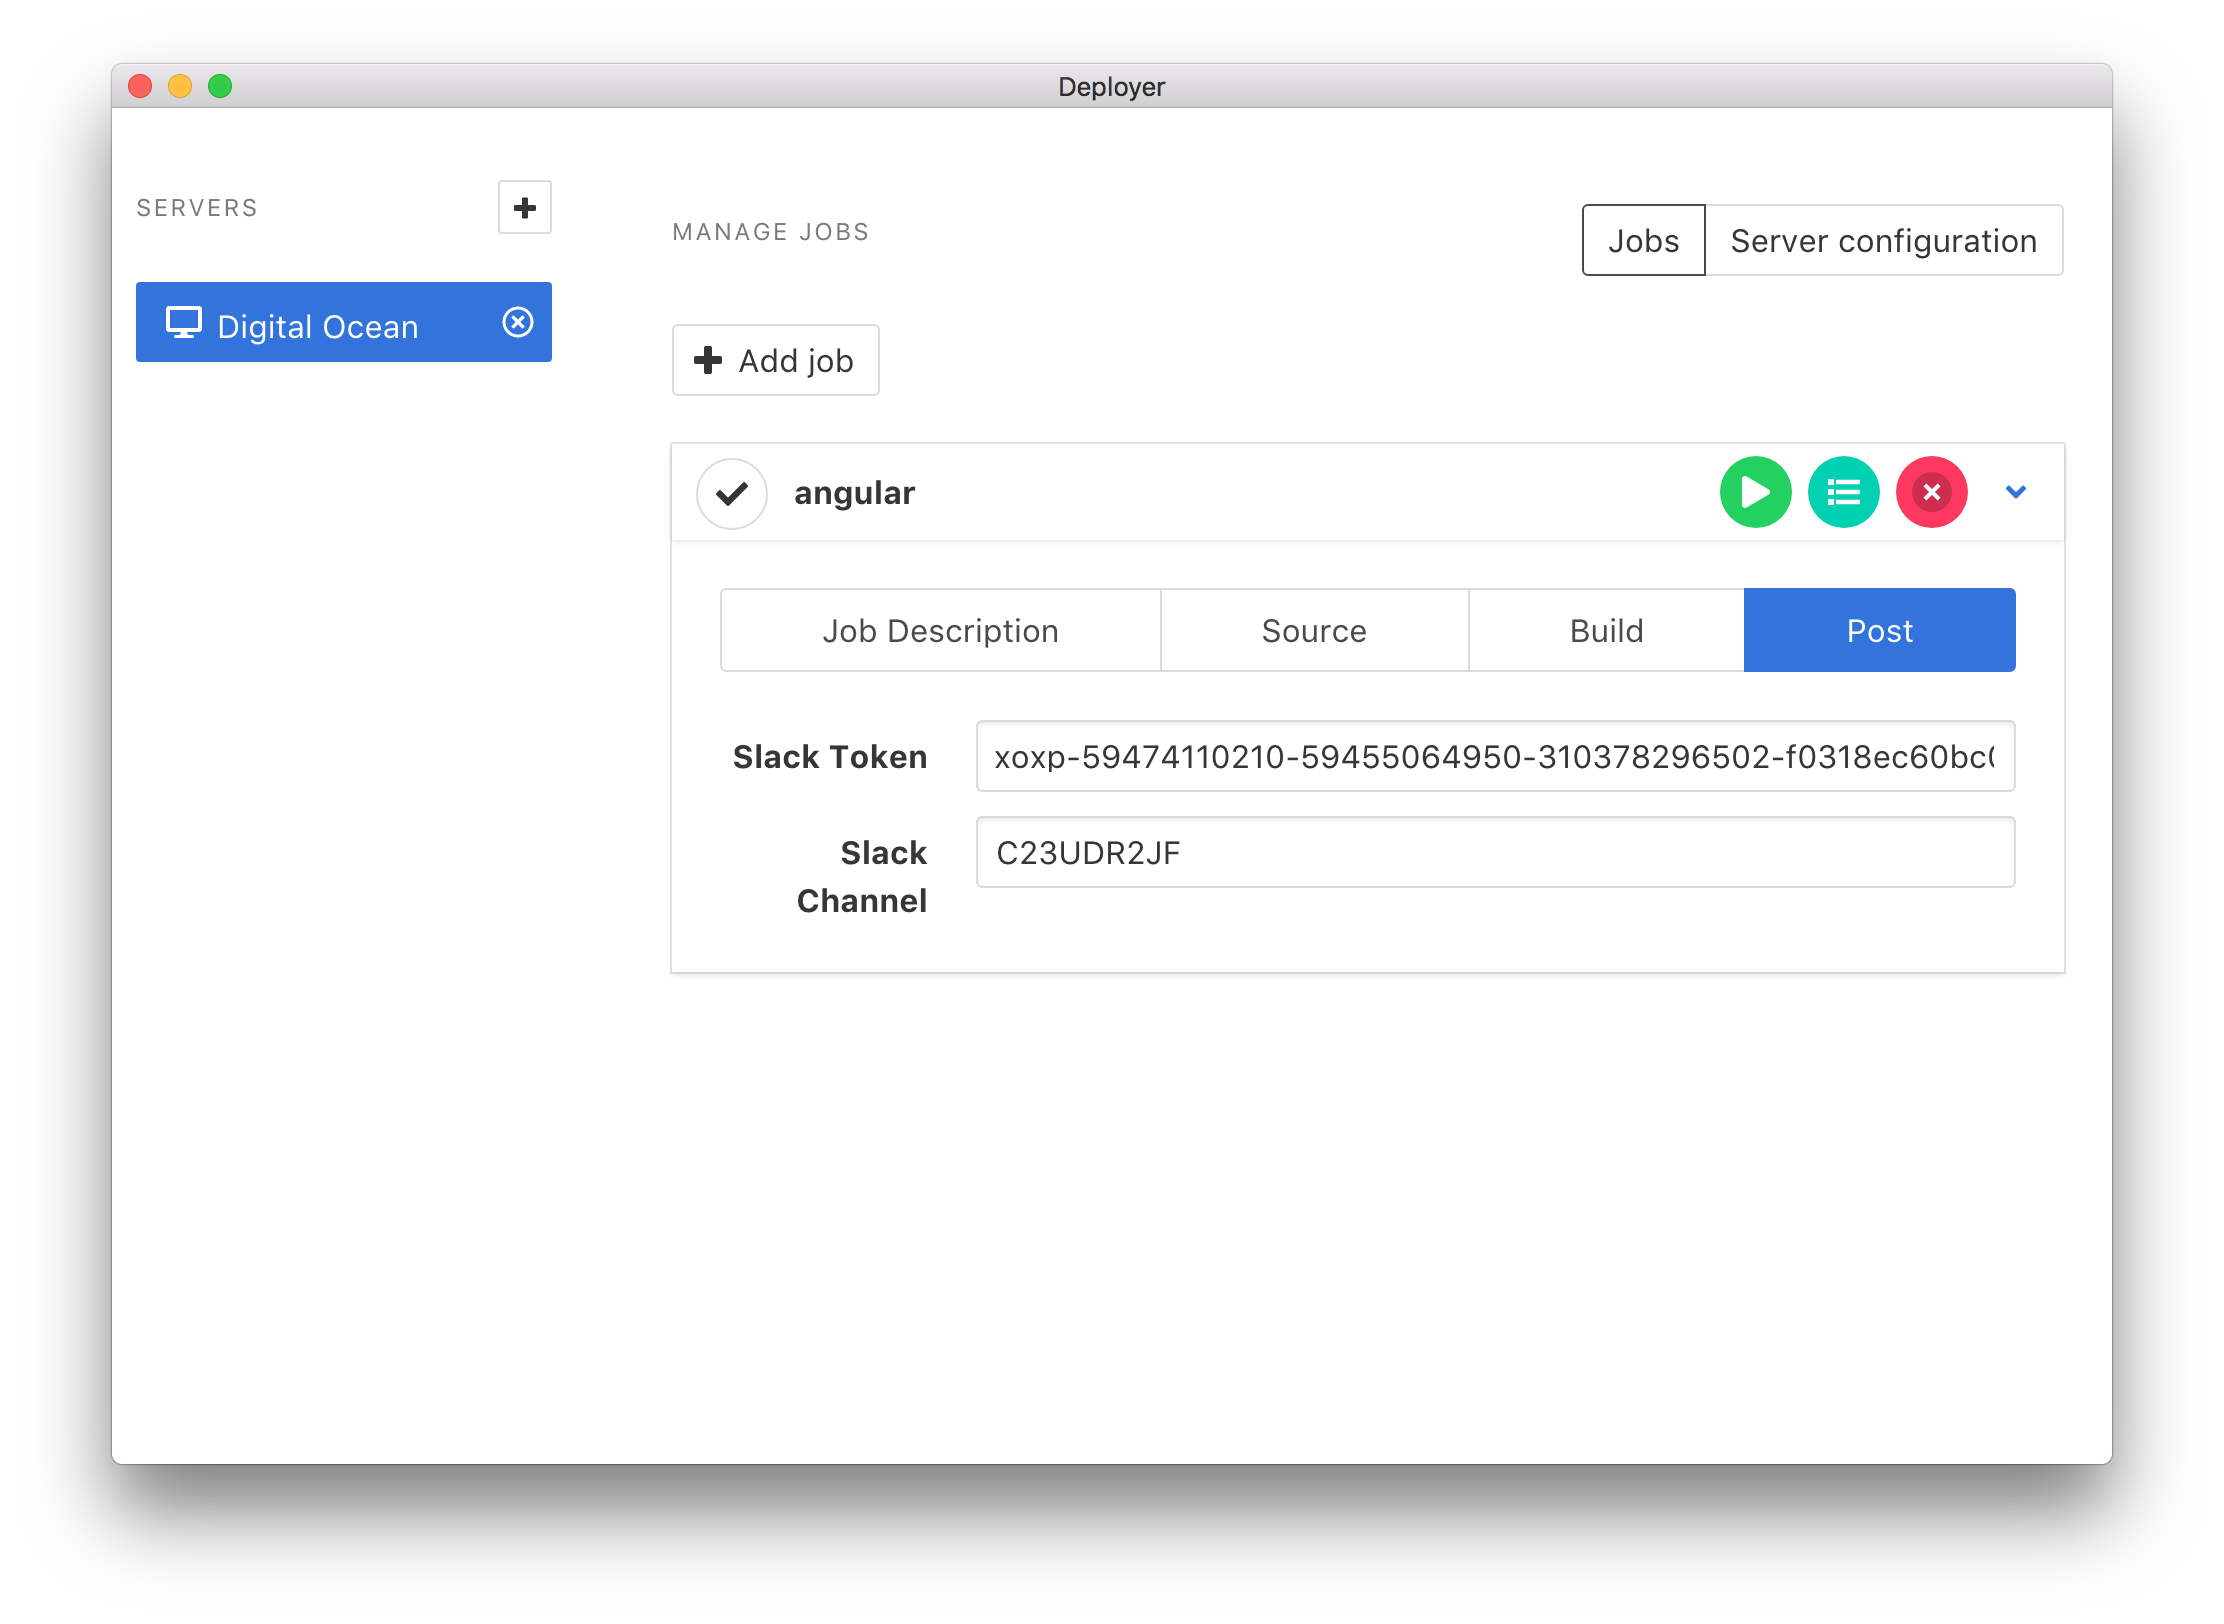 Deployer
SERVERS
MANAGE JOBS
Jobs
Server configuration
Digital Ocean
Add job
angular
Job Description
Source
Build
Post
Slack Token
xoxp-59474110210-59455064950-310378296502-f0318ec60bc
Slack
Channel
C23UDR2JF